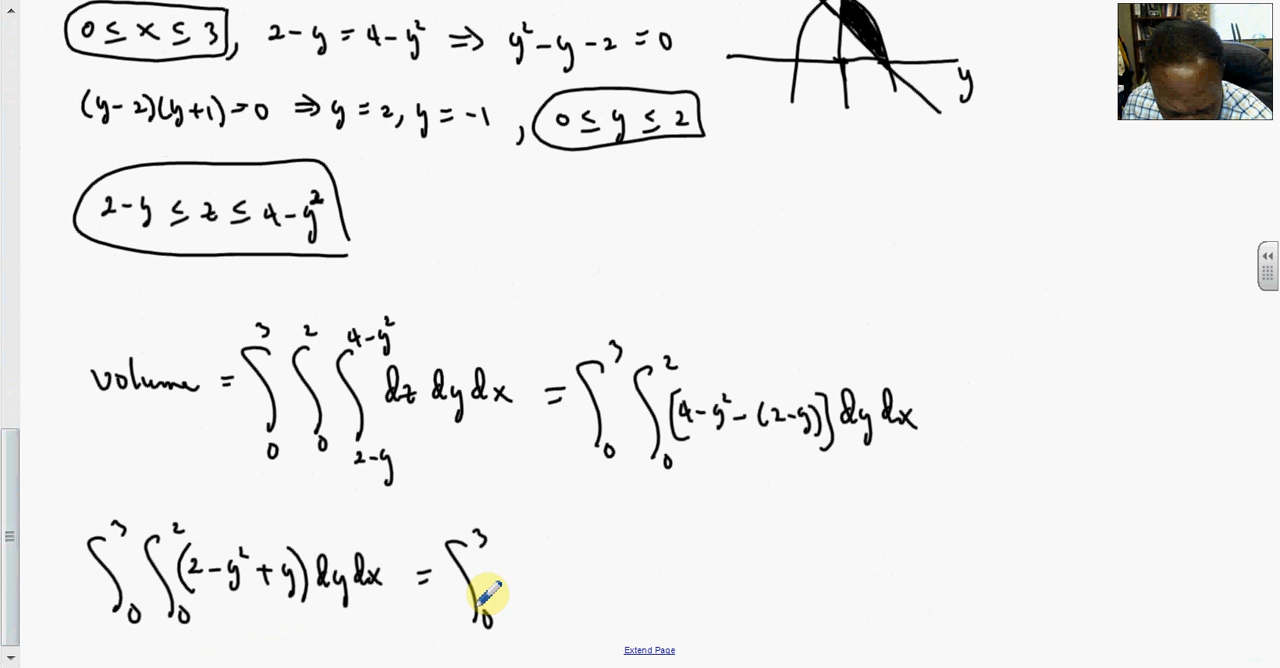 0 ≤ x ≤ 3, 2-y = 4-y² ⇒ y²-y-2 = 0
y
(y-2)(y+1)=0 ⇒ y = 2, y = -1, 0 ≤ y ≤ 2
2-y ≤ z ≤ 4-y²
volume = ∫₀³ ∫₀² ∫_{2-y}^{4-y²} dz dy dx = ∫₀³ ∫₀² [4-y²-(2-y)] dy dx
∫₀³ ∫₀² (2-y²+y) dy dx = ∫₀³
Extend Page